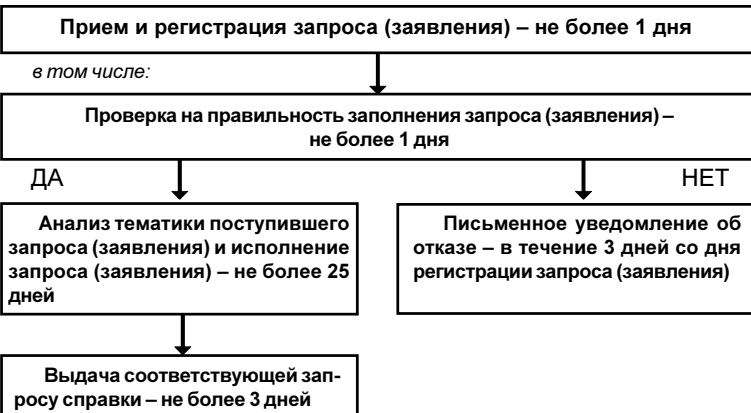 Прием и регистрация запроса (заявления) – не более 1 дня
в том числе:
Проверка на правильность заполнения запроса (заявления) –
не более 1 дня
ДА
НЕТ
Анализ тематики поступившего
запроса (заявления) и исполнение
запроса (заявления) – не более 25
дней
Письменное уведомление об
отказе – в течение 3 дней со дня
регистрации запроса (заявления)
Выдача соответствующей зап-
росу справки – не более 3 дней